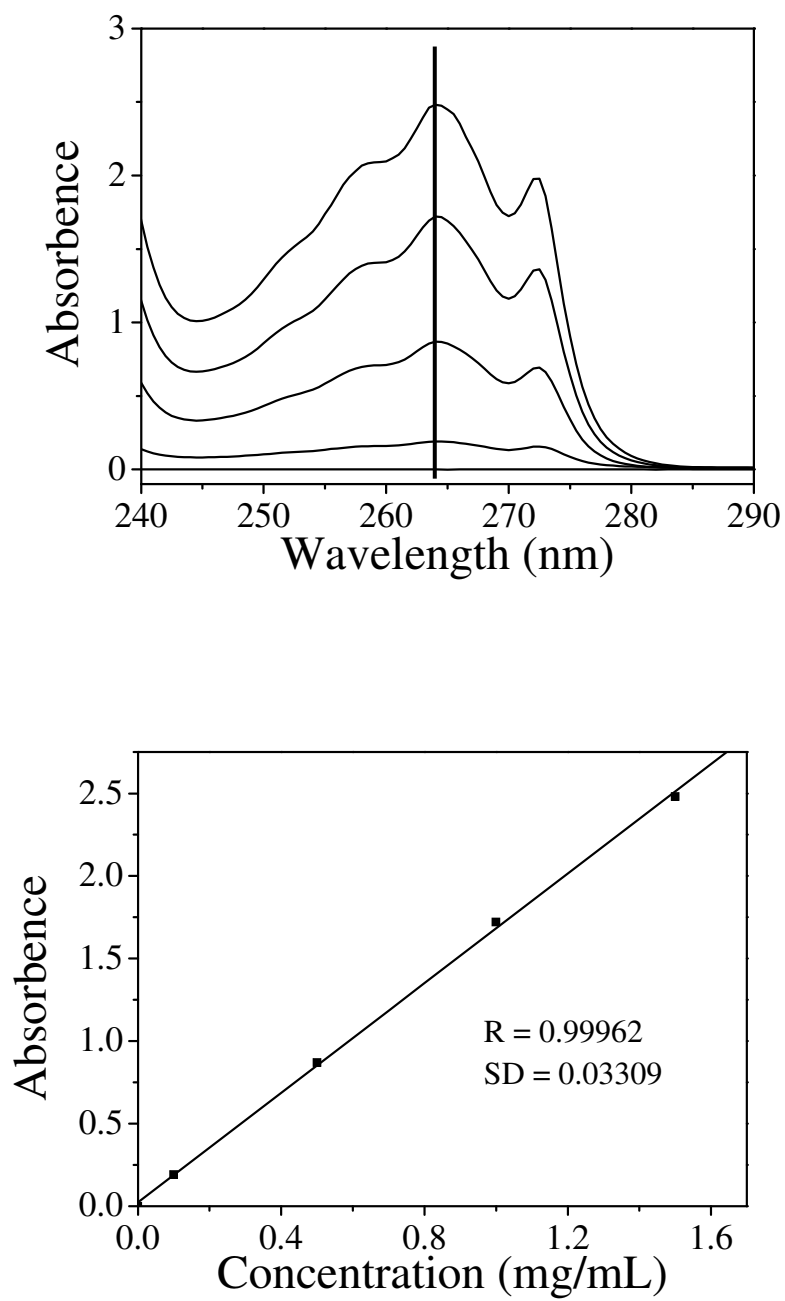 3
2
1
0
Absorbence
240 250 260 270 280 290
Wavelength (nm)
2.5
2.0
1.5
1.0
0.5
0.0
Absorbence
R = 0.99962
SD = 0.03309
0.0 0.4 0.8 1.2 1.6
Concentration (mg/mL)